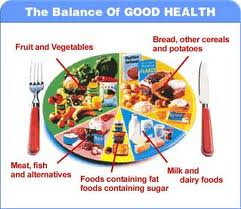 The Balance Of GOOD HEALTH
Fruit and Vegetables
Bread, other cereals
and potatoes
Meat, fish
and alternatives
Foods containing fat
foods containing sugar
Milk and
dairy foods